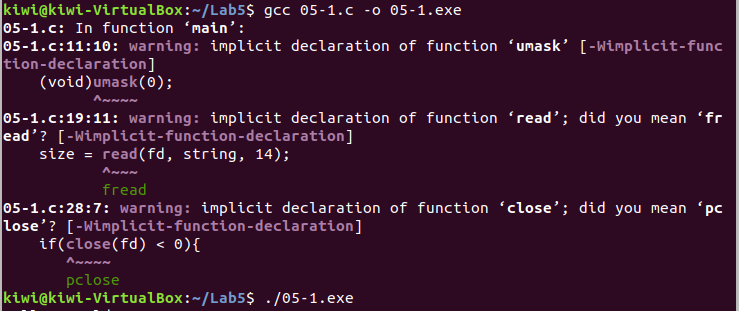 kiwi@kiwi-VirtualBox:~/Lab5$ gcc 05-1.c -o 05-1.exe
05-1.c: In function ‘main’:
05-1.c:11:10: warning: implicit declaration of function ‘umask’ [-Wimplicit-func
tion-declaration]
(void)umask(0);
^~~~~
05-1.c:19:11: warning: implicit declaration of function ‘read’; did you mean ‘fr
ead’? [-Wimplicit-function-declaration]
size = read(fd, string, 14);
^~~~
fread
05-1.c:28:7: warning: implicit declaration of function ‘close’; did you mean ‘pc
lose’? [-Wimplicit-function-declaration]
if(close(fd) < 0){
^~~~~
pclose
kiwi@kiwi-VirtualBox:~/Lab5$ ./05-1.exe